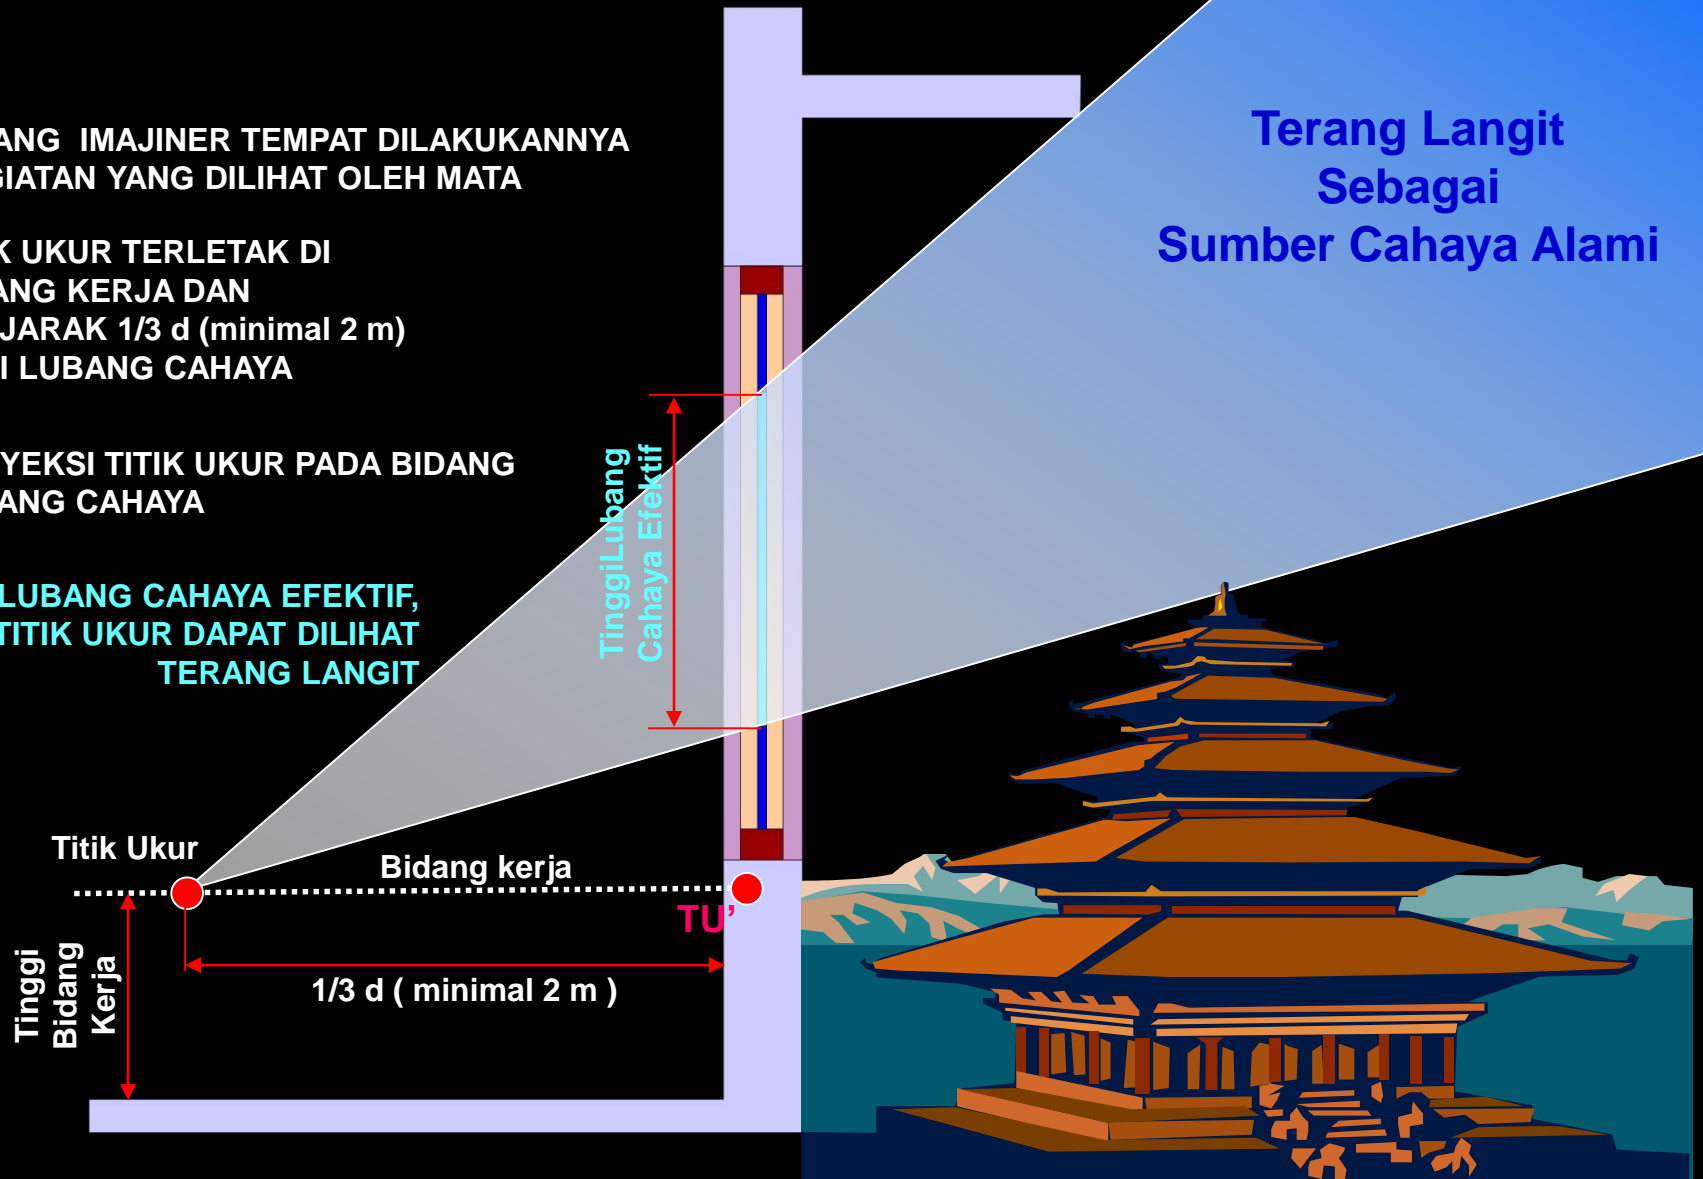 ANG IMAJINER TEMPAT DILAKUKANNYA
GIATAN YANG DILIHAT OLEH MATA
K UKUR TERLETAK DI
ANG KERJA DAN
JARAK 1/3 d (minimal 2 m)
I LUBANG CAHAYA
YEKSI TITIK UKUR PADA BIDANG
ANG CAHAYA
LUBANG CAHAYA EFEKTIF,
TITIK UKUR DAPAT DILIHAT
TERANG LANGIT
Terang Langit
Sebagai
Sumber Cahaya Alami
TinggiLubang
Cahaya Efektif
Titik Ukur
Bidang kerja
TU’
1/3 d ( minimal 2 m )
Tinggi
Bidang
Kerja